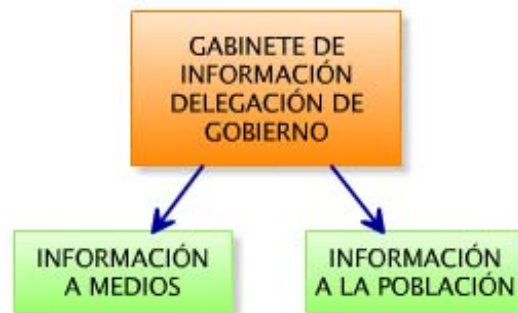 GABINETE DE
INFORMACIÓN
DELEGACIÓN DE
GOBIERNO
INFORMACIÓN
A MEDIOS
INFORMACIÓN
A LA POBLACIÓN